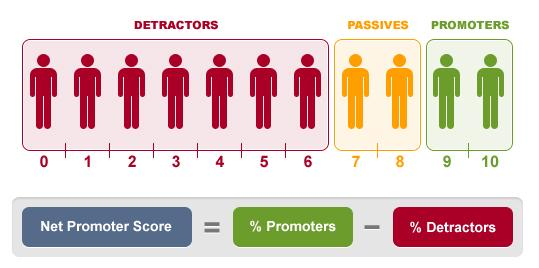 DETRACTORS PASSIVES PROMOTERS
0 1 2 3 4 5 6 7 8 9 10
Net Promoter Score = % Promoters − % Detractors